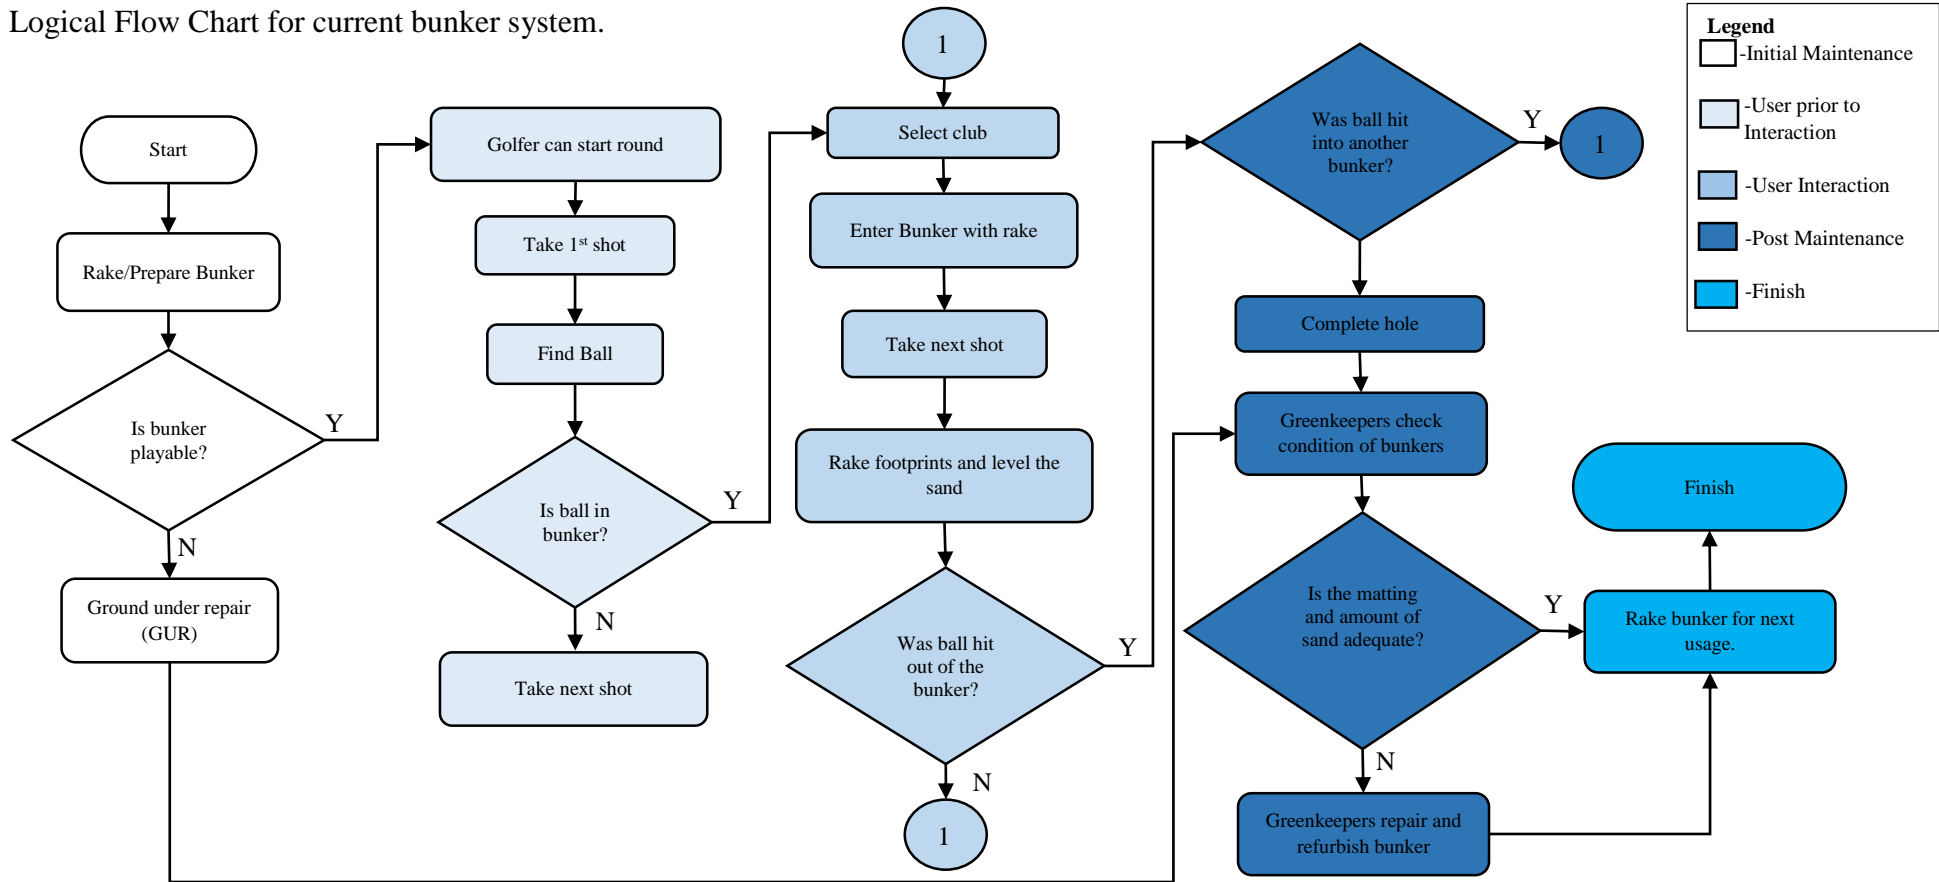 Logical Flow Chart for current bunker system.
Start
Rake/Prepare Bunker
Is bunker
playable?
Y
N
Ground under repair
(GUR)
Golfer can start round
Take 1st shot
Find Ball
Is ball in
bunker?
Y
N
Take next shot
1
Select club
Enter Bunker with rake
Take next shot
Rake footprints and level the
sand
Was ball hit
out of the
bunker?
Y
N
1
Was ball hit
into another
bunker?
Y
1
Complete hole
Greenkeepers check
condition of bunkers
Is the matting
and amount of
sand adequate?
Y
N
Greenkeepers repair and
refurbish bunker
Rake bunker for next
usage.
Finish
Legend
-Initial Maintenance
-User prior to
Interaction
-User Interaction
-Post Maintenance
-Finish